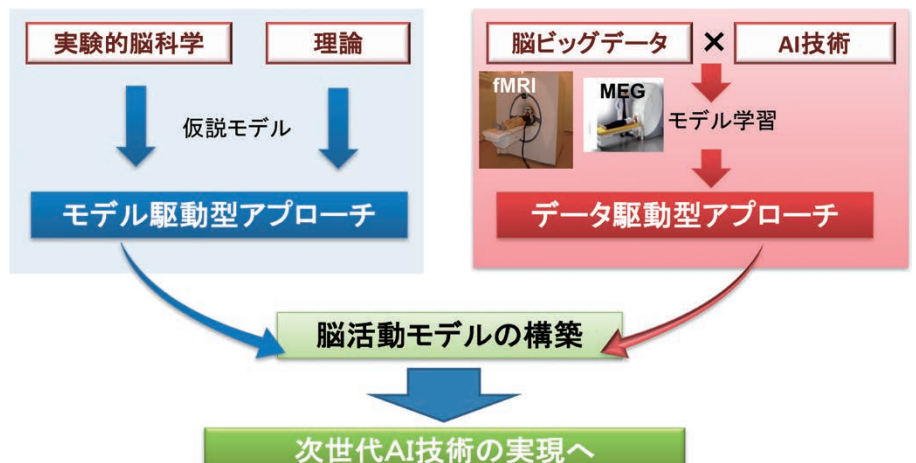 実験的脳科学
理論
仮説モデル
モデル駆動型アプローチ
脳ビッグデータ × AI技術
fMRI
MEG
モデル学習
データ駆動型アプローチ
脳活動モデルの構築
次世代AI技術の実現へ